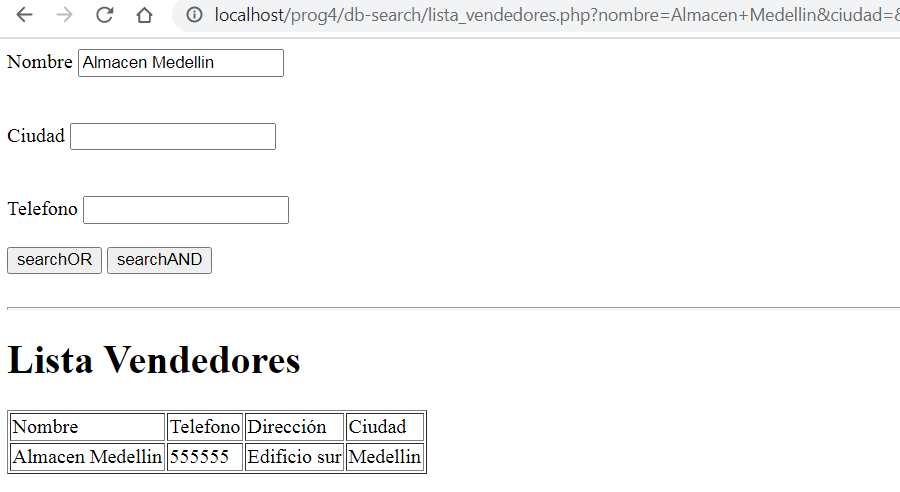 localhost/prog4/db-search/lista_vendedores.php?nombre=Almacen+Medellin&ciudad=&
Nombre Almacen Medellin
Ciudad
Telefono
searchOR searchAND
Lista Vendedores
Nombre Telefono Dirección Ciudad
Almacen Medellin 555555 Edificio sur Medellin